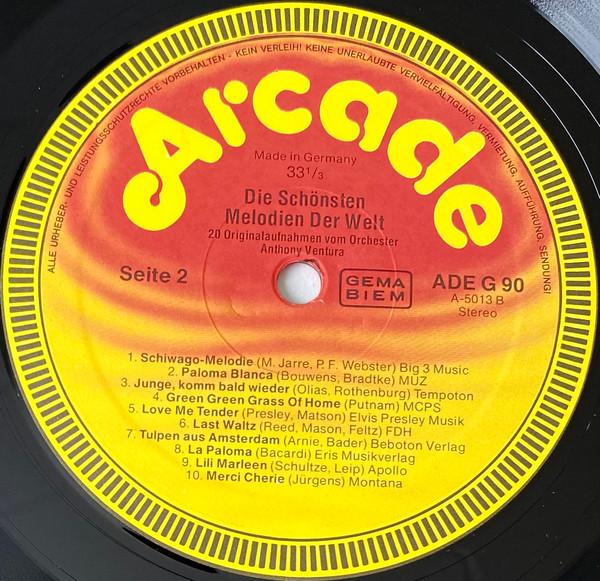 ALLE URHEBER- UND LEISTUNGSSCHUTZRECHTE VORBEHALTEN - KEIN VERLEIH! KEINE UNERLAUBTE VERVIELFÄLTIGUNG, VERMIETUNG, AUFFÜHRUNG, SENDUNG!
Arcade
Made in Germany
33 1/3
Die Schönsten
Melodien Der Welt
20 Originalaufnahmen vom Orchester
Anthony Ventura
Seite 2
GEMA
BIEM
ADE G 90
A-5013 B
Stereo
1. Schiwago-Melodie (M. Jarre, P. F. Webster) Big 3 Music
2. Paloma Blanca (Bouwens, Bradtke) MUZ
3. Junge, komm bald wieder (Olias, Rothenburg) Tempoton
4. Green Green Grass Of Home (Putnam) MCPS
5. Love Me Tender (Presley, Matson) Elvis Presley Musik
6. Last Waltz (Reed, Mason, Feltz) FDH
7. Tulpen aus Amsterdam (Arnie, Bader) Beboton Verlag
8. La Paloma (Bacardi) Eris Musikverlag
9. Lili Marleen (Schultze, Leip) Apollo
10. Merci Cherie (Jürgens) Montana